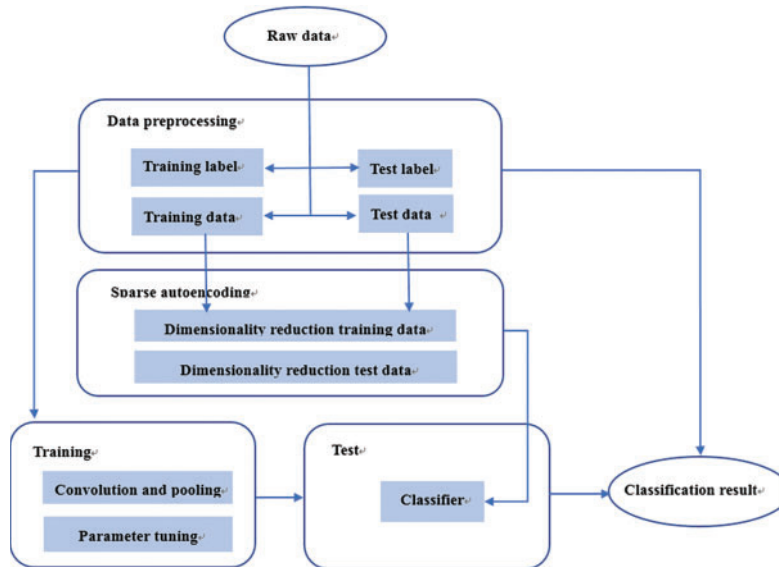 Raw data
Data preprocessing
Training label
Test label
Training data
Test data
Sparse autoencoding
Dimensionality reduction training data
Dimensionality reduction test data
Training
Test
Convolution and pooling
Classifier
Classification result
Parameter tuning